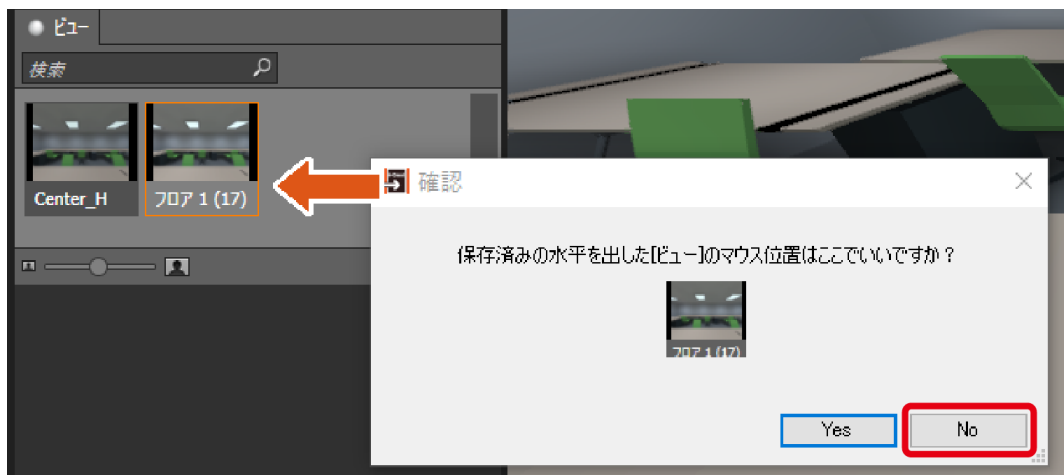 ビュー
検索
Center_H
フロア 1 (17)
確認
保存済みの水平を出した[ビュー]のマウス位置はここでいいですか？
フロア 1 (17)
Yes
No